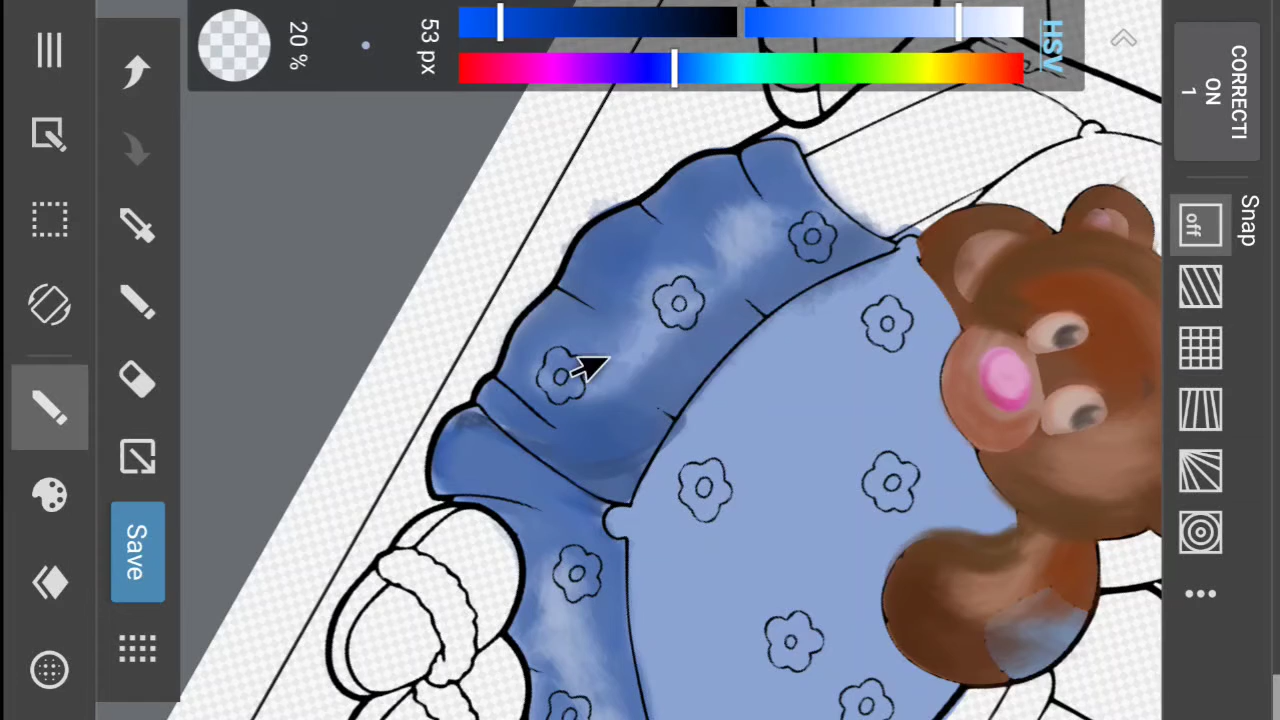 20 %
53 px
HSV
CORRECTI
ON
1
Snap
off
Save